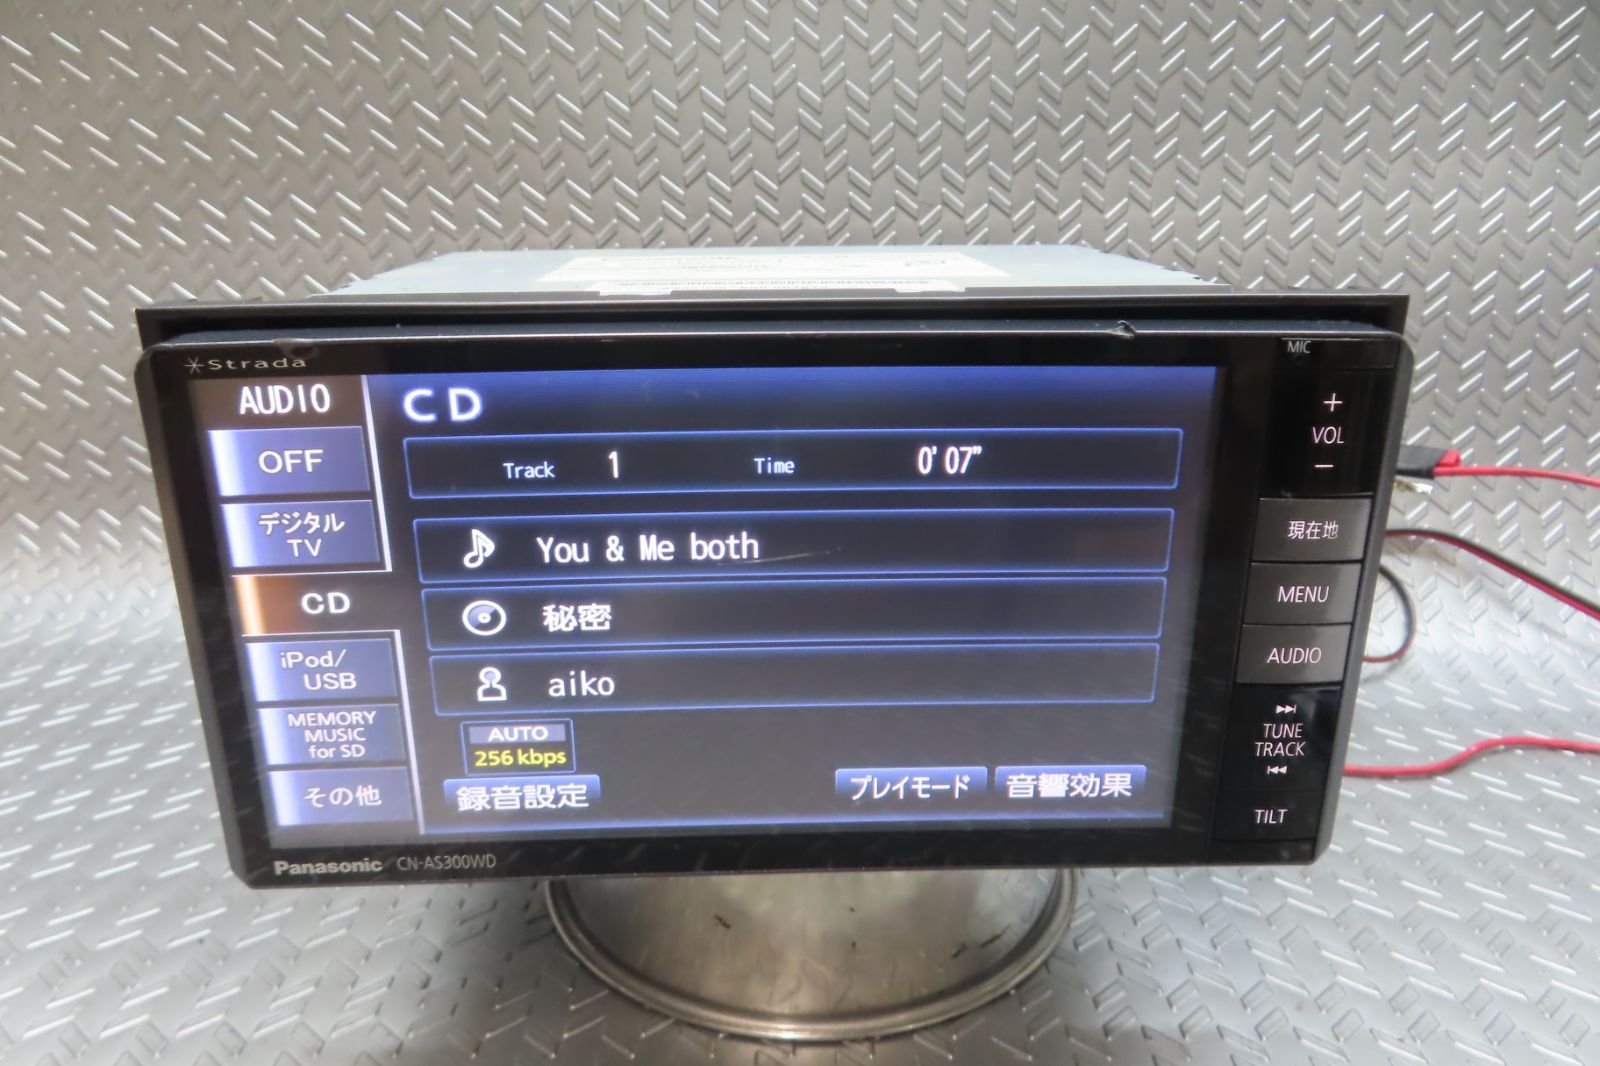 Strada
MIC
AUDIO
OFF
デジタル
TV
CD
iPod/
USB
MEMORY
MUSIC
for SD
その他
CD
Track 1 Time 0'07"
You & Me both
秘密
aiko
AUTO
256 kbps
録音設定
プレイモード
音響効果
+
VOL
−
現在地
MENU
AUDIO
TUNE
TRACK
TILT
Panasonic CN-AS300WD